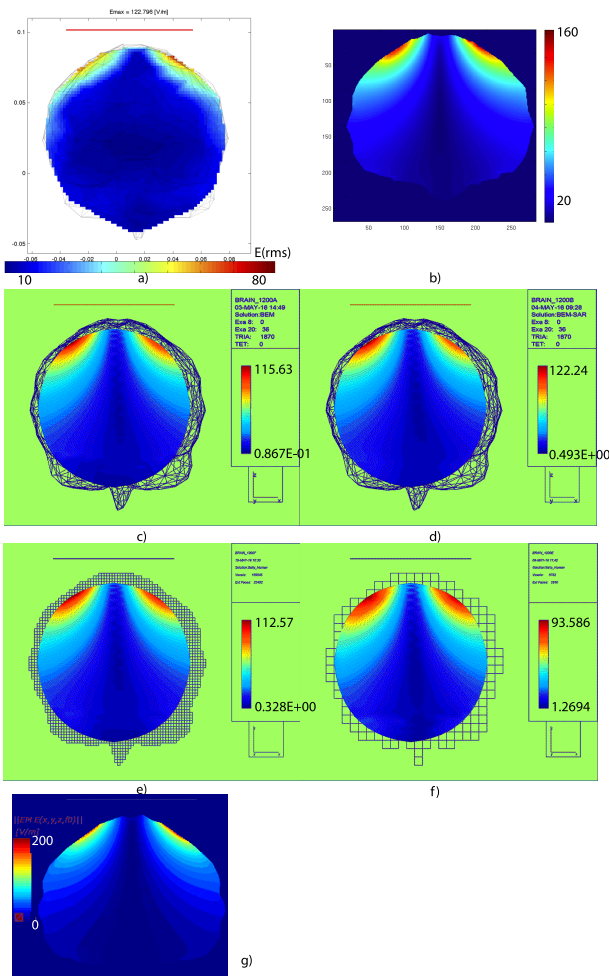 Emax = 122.796 [V/m]
0.1
0.05
0
-0.05
-0.06 -0.04 -0.02 0 0.02 0.04 0.06
E(rms)
10 80
a)
50
100
150
200
250
50 100 150 200 250
160
20
b)
BRAIN_1200A
03-MAY-16 14:49
Solution:BEM
Exa 8: 0
Exa 20: 36
TRIA: 1870
TET: 0
115.63
0.867E-01
z
y x
c)
BRAIN_1200B
04-MAY-16 09:28
Solution:BEM-SAR
Exa 8: 0
Exa 20: 36
TRIA: 1870
TET: 0
122.24
0.493E+00
z
y x
d)
112.57
0.328E+00
e)
93.586
1.2694
f)
||EM E(x,y,z,f0)||
[V/m]
200
0
g)